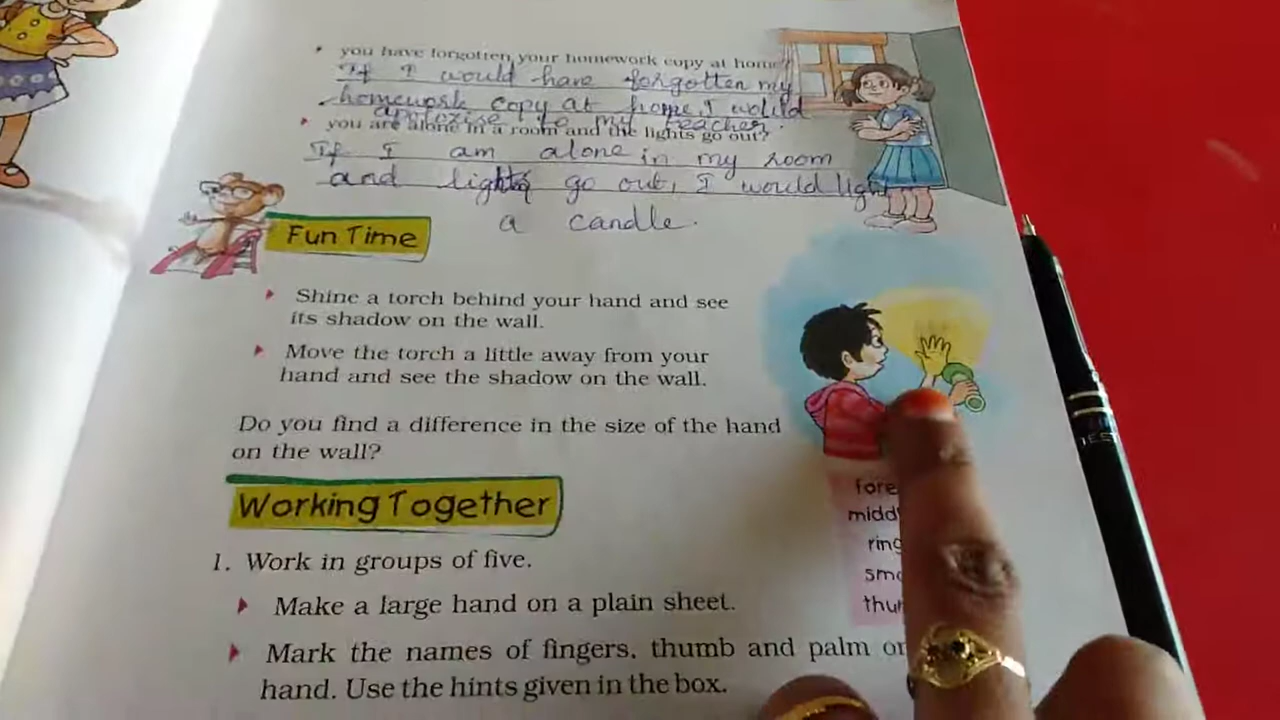 you have forgotten your homework copy at home?
If I would have forgotten my
homework copy at home, I would
apologise to my teacher.
you are alone in a room and the lights go out?
If I am alone in my room
and lights go out, I would light
a candle.
Fun Time
Shine a torch behind your hand and see
its shadow on the wall.
Move the torch a little away from your
hand and see the shadow on the wall.
Do you find a difference in the size of the hand
on the wall?
Working Together
fore
midd
ring
sma
thu
1. Work in groups of five.
Make a large hand on a plain sheet.
Mark the names of fingers, thumb and palm on
hand. Use the hints given in the box.